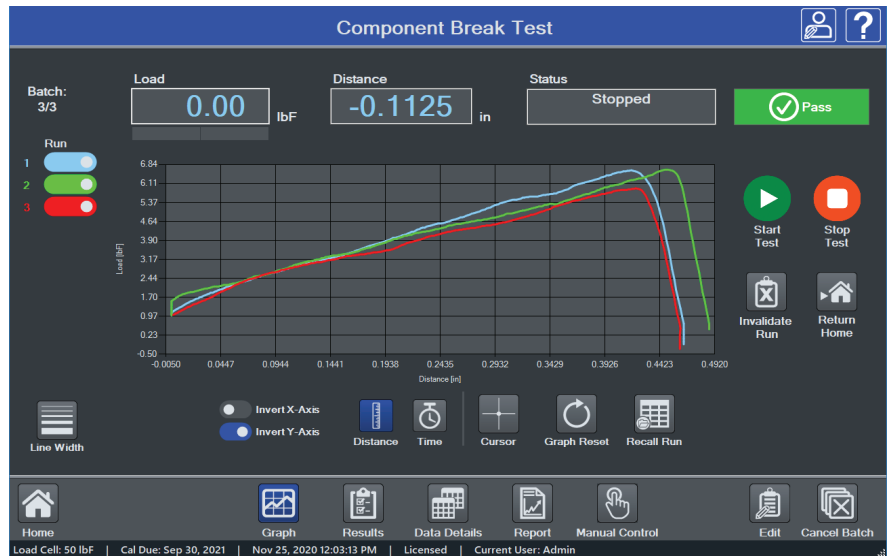 Component Break Test
?
Batch:
3/3
Load
0.00
lbF
Distance
-0.1125
in
Status
Stopped
Pass
Run
1
2
3
6.84
6.11
5.37
4.64
3.90
3.17
2.44
1.70
0.97
0.23
-0.50
Load [lbF]
-0.0050 0.0447 0.0944 0.1441 0.1938 0.2435 0.2932 0.3429 0.3926 0.4423 0.4920
Distance [in]
Start
Test
Stop
Test
Invalidate
Run
Return
Home
Line Width
Invert X-Axis
Invert Y-Axis
Distance
Time
Cursor
Graph Reset
Recall Run
Home
Graph
Results
Data Details
Report
Manual Control
Edit
Cancel Batch
Load Cell: 50 lbF | Cal Due: Sep 30, 2021 | Nov 25, 2020 12:03:13 PM | Licensed | Current User: Admin